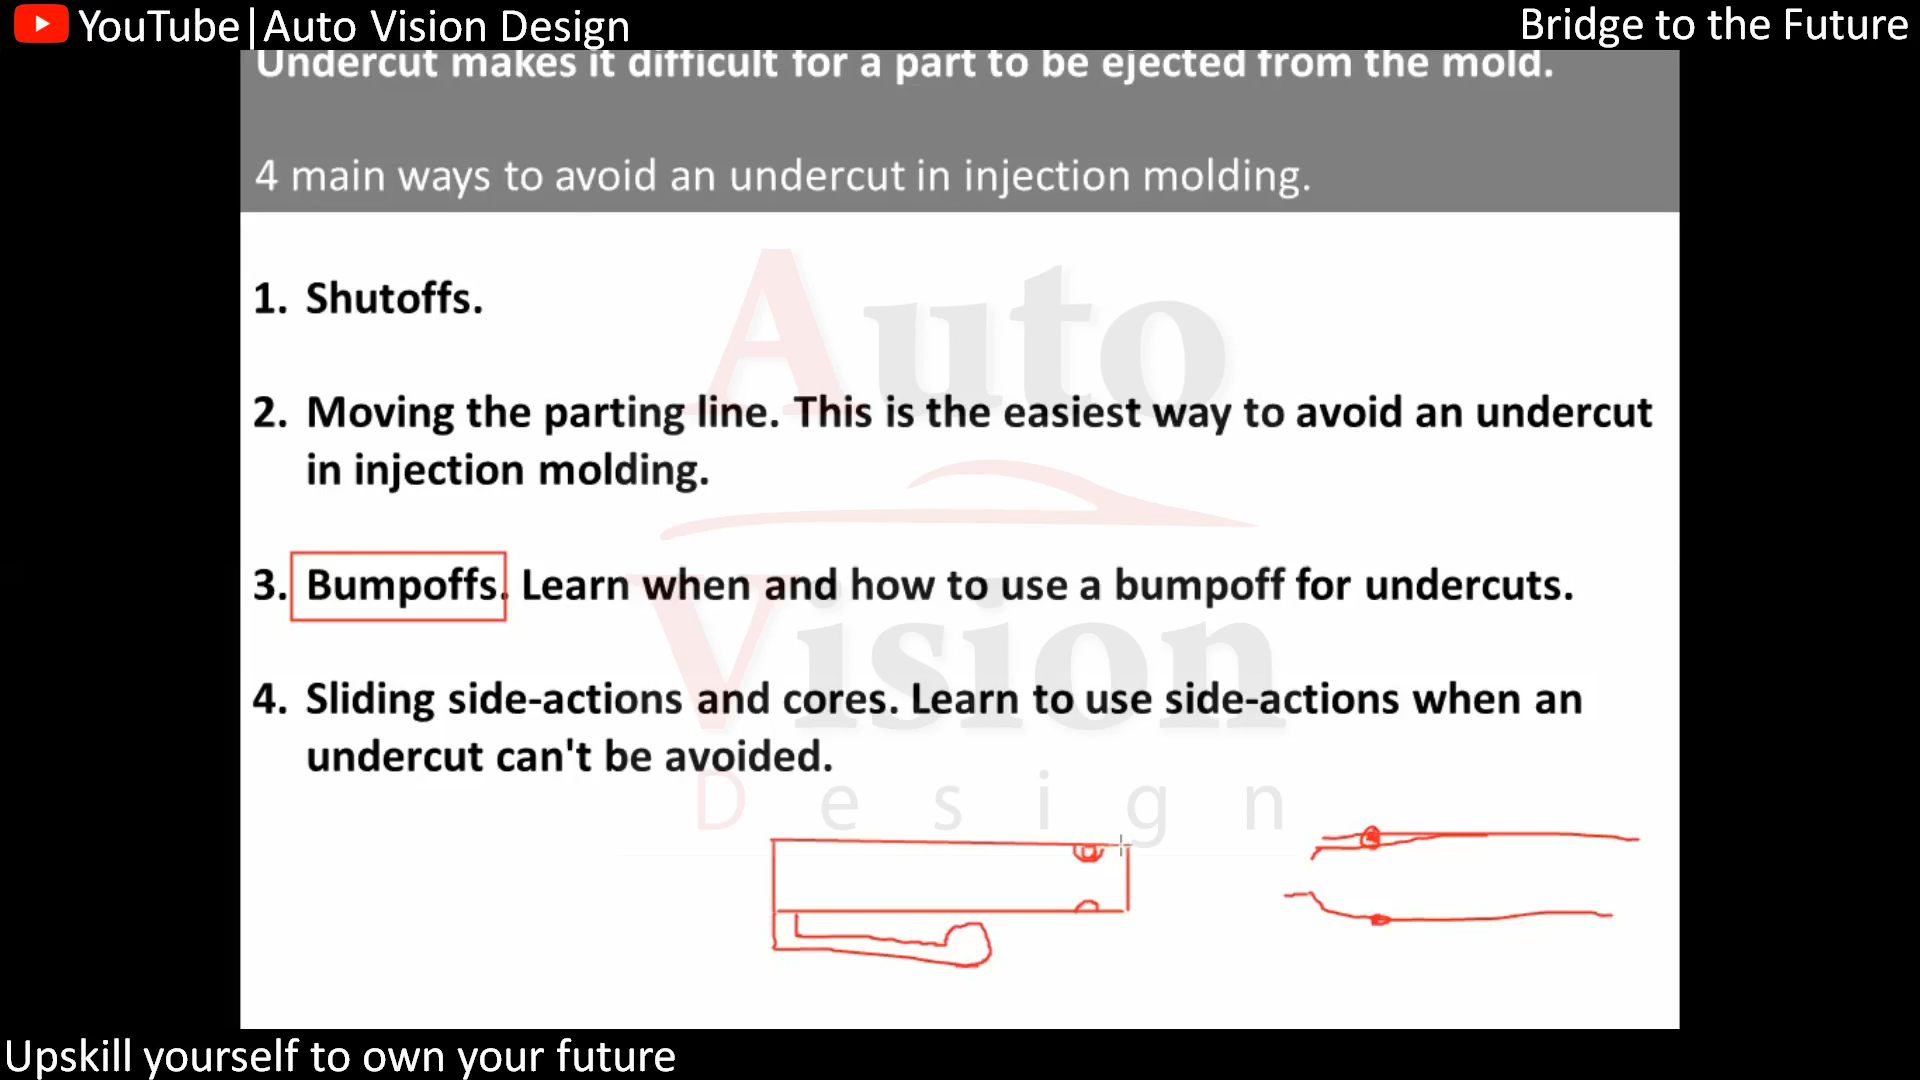 YouTube|Auto Vision Design
Bridge to the Future
Undercut makes it difficult for a part to be ejected from the mold.
4 main ways to avoid an undercut in injection molding.
1. Shutoffs.
2. Moving the parting line. This is the easiest way to avoid an undercut
in injection molding.
3. Bumpoffs. Learn when and how to use a bumpoff for undercuts.
4. Sliding side-actions and cores. Learn to use side-actions when an
undercut can't be avoided.
Auto
Vision
Design
Upskill yourself to own your future